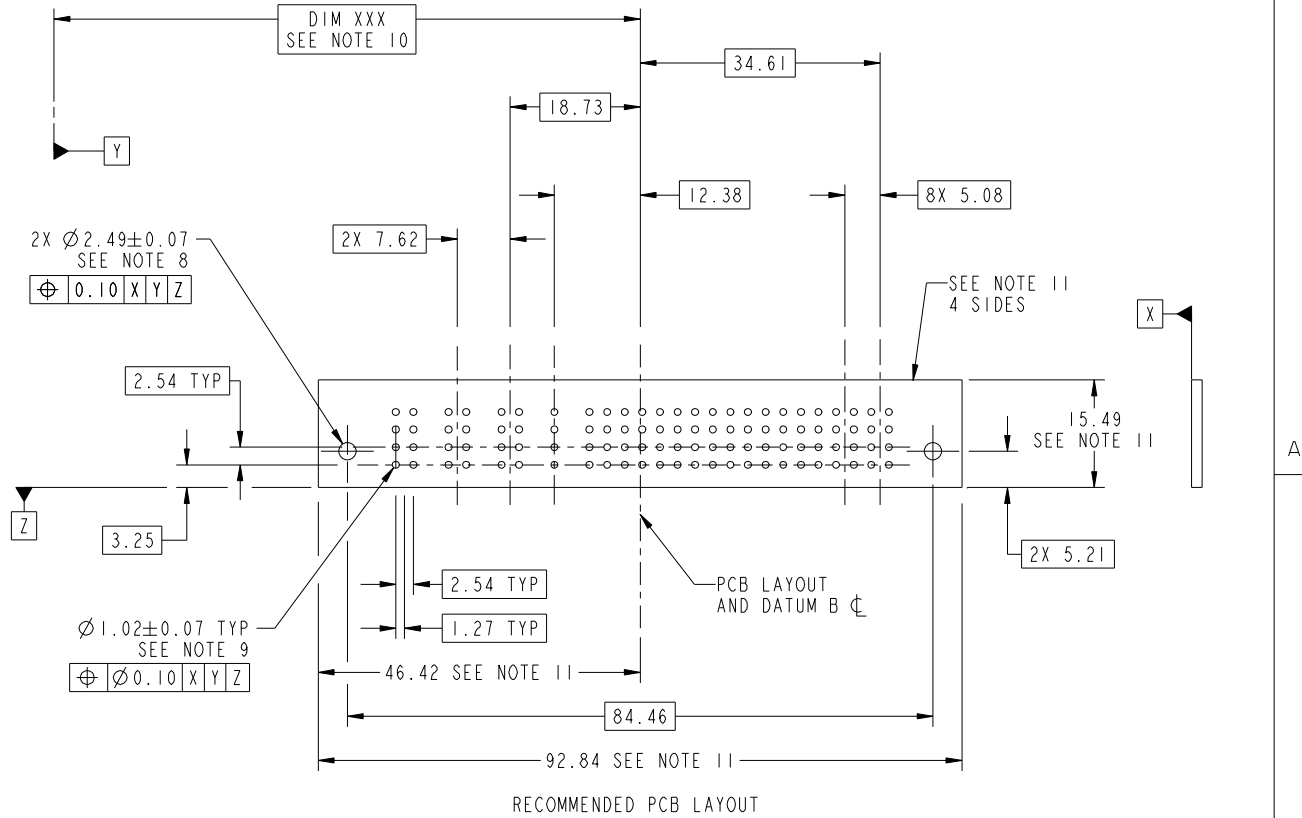 DIM XXX
SEE NOTE 10
34.61
18.73
Y
12.38
8X 5.08
2X Ø2.49±0.07
SEE NOTE 8
⌖ 0.10 X Y Z
2X 7.62
SEE NOTE 11
4 SIDES
X
2.54 TYP
15.49
SEE NOTE 11
A
Z
3.25
2X 5.21
2.54 TYP
PCB LAYOUT
AND DATUM B ℄
Ø1.02±0.07 TYP
SEE NOTE 9
⌖ Ø0.10 X Y Z
1.27 TYP
46.42 SEE NOTE 11
84.46
92.84 SEE NOTE 11
RECOMMENDED PCB LAYOUT